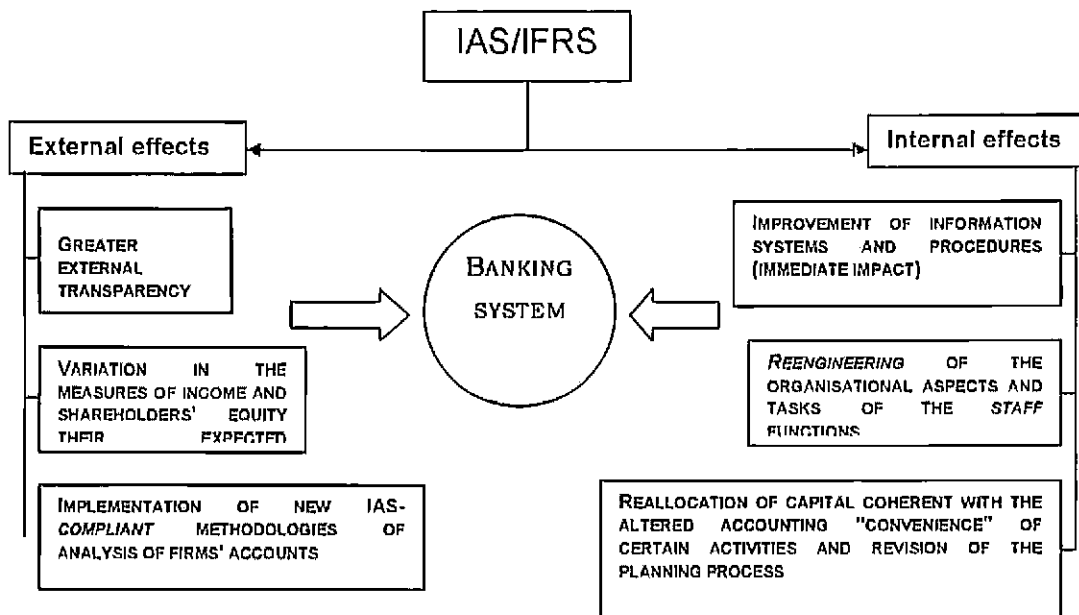 IAS/IFRS
External effects
GREATER
EXTERNAL
TRANSPARENCY
VARIATION IN THE
MEASURES OF INCOME AND
SHAREHOLDERS' EQUITY
THEIR EXPECTED
IMPLEMENTATION OF NEW IAS-
COMPLIANT METHODOLOGIES OF
ANALYSIS OF FIRMS' ACCOUNTS
BANKING
SYSTEM
Internal effects
IMPROVEMENT OF INFORMATION
SYSTEMS AND PROCEDURES
(IMMEDIATE IMPACT)
REENGINEERING OF THE
ORGANISATIONAL ASPECTS AND
TASKS OF THE STAFF
FUNCTIONS
REALLOCATION OF CAPITAL COHERENT WITH THE
ALTERED ACCOUNTING "CONVENIENCE" OF
CERTAIN ACTIVITIES AND REVISION OF THE
PLANNING PROCESS